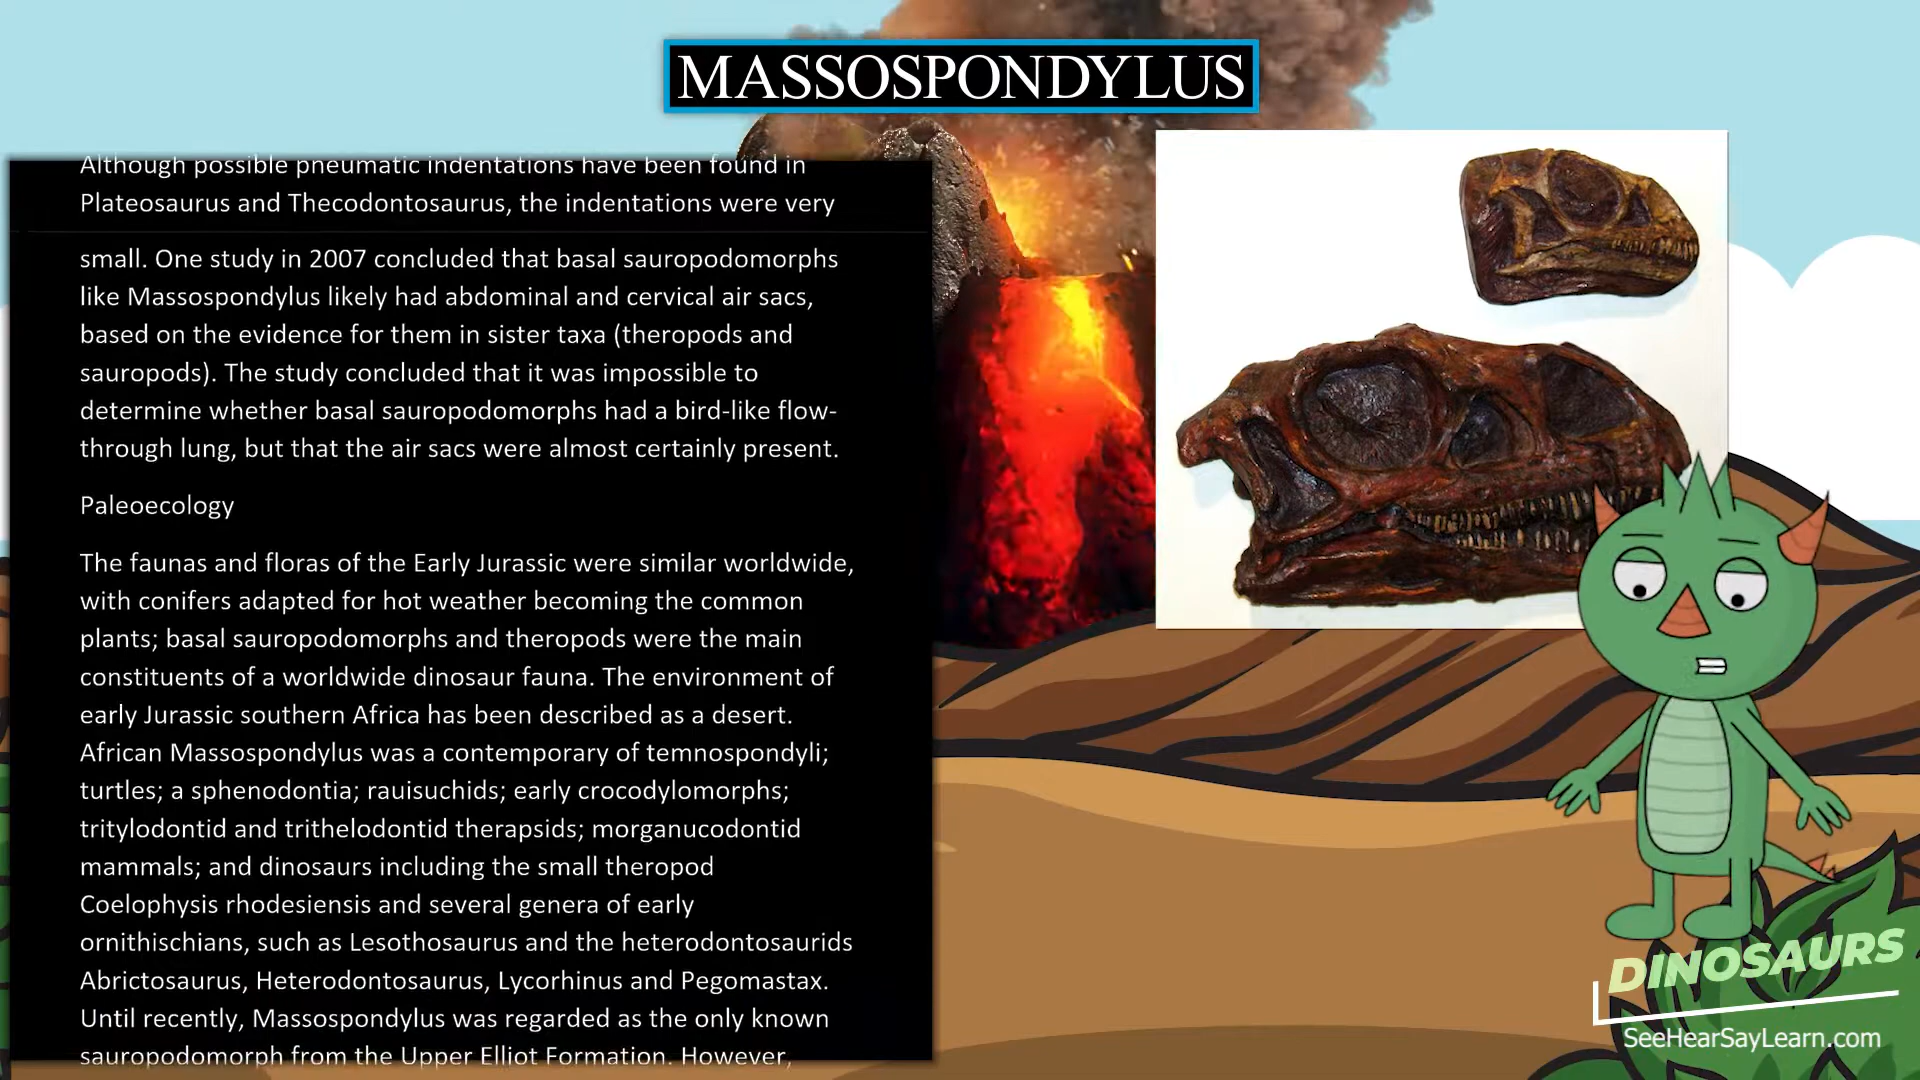 MASSOSPONDYLUS
Although possible pneumatic indentations have been found in
Plateosaurus and Thecodontosaurus, the indentations were very
small. One study in 2007 concluded that basal sauropodomorphs
like Massospondylus likely had abdominal and cervical air sacs,
based on the evidence for them in sister taxa (theropods and
sauropods). The study concluded that it was impossible to
determine whether basal sauropodomorphs had a bird-like flow-
through lung, but that the air sacs were almost certainly present.
Paleoecology
The faunas and floras of the Early Jurassic were similar worldwide,
with conifers adapted for hot weather becoming the common
plants; basal sauropodomorphs and theropods were the main
constituents of a worldwide dinosaur fauna. The environment of
early Jurassic southern Africa has been described as a desert.
African Massospondylus was a contemporary of temnospondyli;
turtles; a sphenodontia; rauisuchids; early crocodylomorphs;
tritylodontid and trithelodontid therapsids; morganucodontid
mammals; and dinosaurs including the small theropod
Coelophysis rhodesiensis and several genera of early
ornithischians, such as Lesothosaurus and the heterodontosaurids
Abrictosaurus, Heterodontosaurus, Lycorhinus and Pegomastax.
Until recently, Massospondylus was regarded as the only known
sauropodomorph from the Upper Elliot Formation. However,
DINOSAURS
SeeHearSayLearn.com